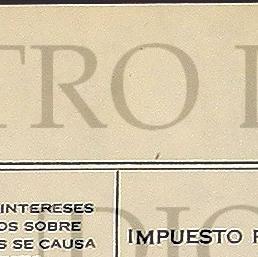 TRO
INTERESES
OS SOBRE
S SE CAUSA
IMPUESTO